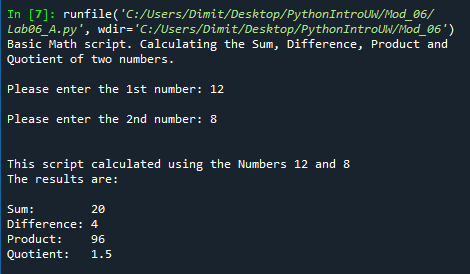 In [7]: runfile('C:/Users/Dimit/Desktop/PythonIntroUW/Mod_06/
Lab06_A.py', wdir='C:/Users/Dimit/Desktop/PythonIntroUW/Mod_06')
Basic Math script. Calculating the Sum, Difference, Product and
Quotient of two numbers.
Please enter the 1st number: 12
Please enter the 2nd number: 8
This script calculated using the Numbers 12 and 8
The results are:
Sum: 20
Difference: 4
Product: 96
Quotient: 1.5